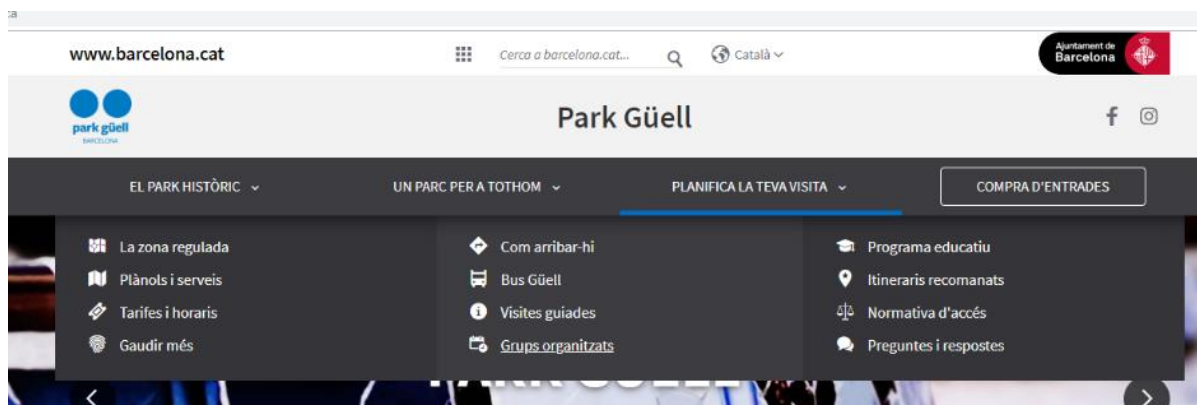 www.barcelona.cat
Cerca a barcelona.cat...
Català
Ajuntament de
Barcelona
park güell
BARCELONA
Park Güell
EL PARK HISTÒRIC
UN PARC PER A TOTHOM
PLANIFICA LA TEVA VISITA
COMPRA D'ENTRADES
La zona regulada
Plànols i serveis
Tarifes i horaris
Gaudir més
Com arribar-hi
Bus Güell
Visites guiades
Grups organitzats
Programa educatiu
Itineraris recomanats
Normativa d'accés
Preguntes i respostes
PARK GÜELL